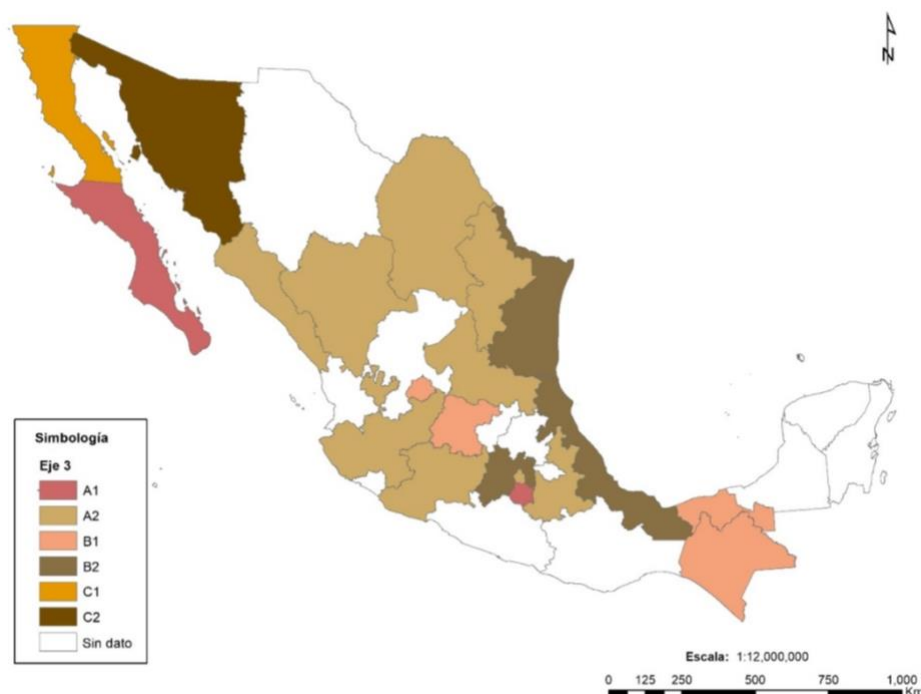 N
Simbología
Eje 3
A1
A2
B1
B2
C1
C2
Sin dato
Escala: 1:12,000,000
0 125 250 500 750 1,000